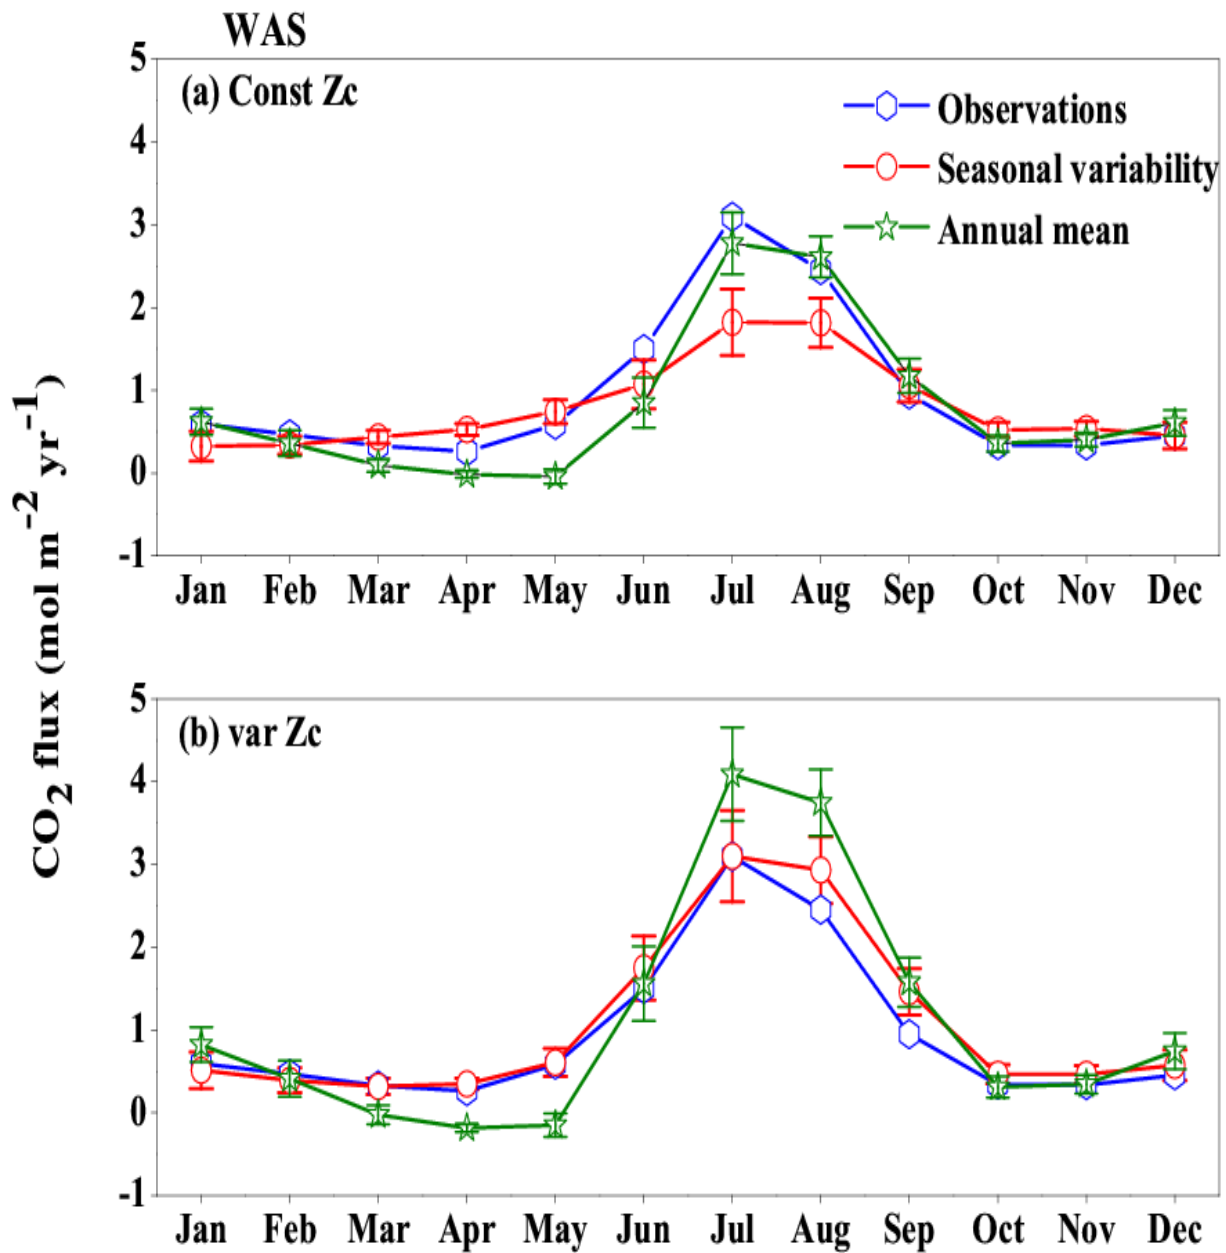 WAS
(a) Const Zc
Observations
Seasonal variability
Annual mean
5
4
3
2
1
0
-1
Jan Feb Mar Apr May Jun Jul Aug Sep Oct Nov Dec
CO2 flux (mol m−2 yr−1)
(b) var Zc
5
4
3
2
1
0
-1
Jan Feb Mar Apr May Jun Jul Aug Sep Oct Nov Dec